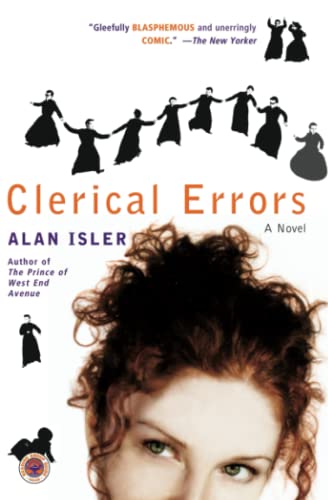 "Gleefully BLASPHEMOUS and unerringly
COMIC." —The New Yorker
Clerical Errors
A Novel
ALAN ISLER
Author of
The Prince of
West End
Avenue